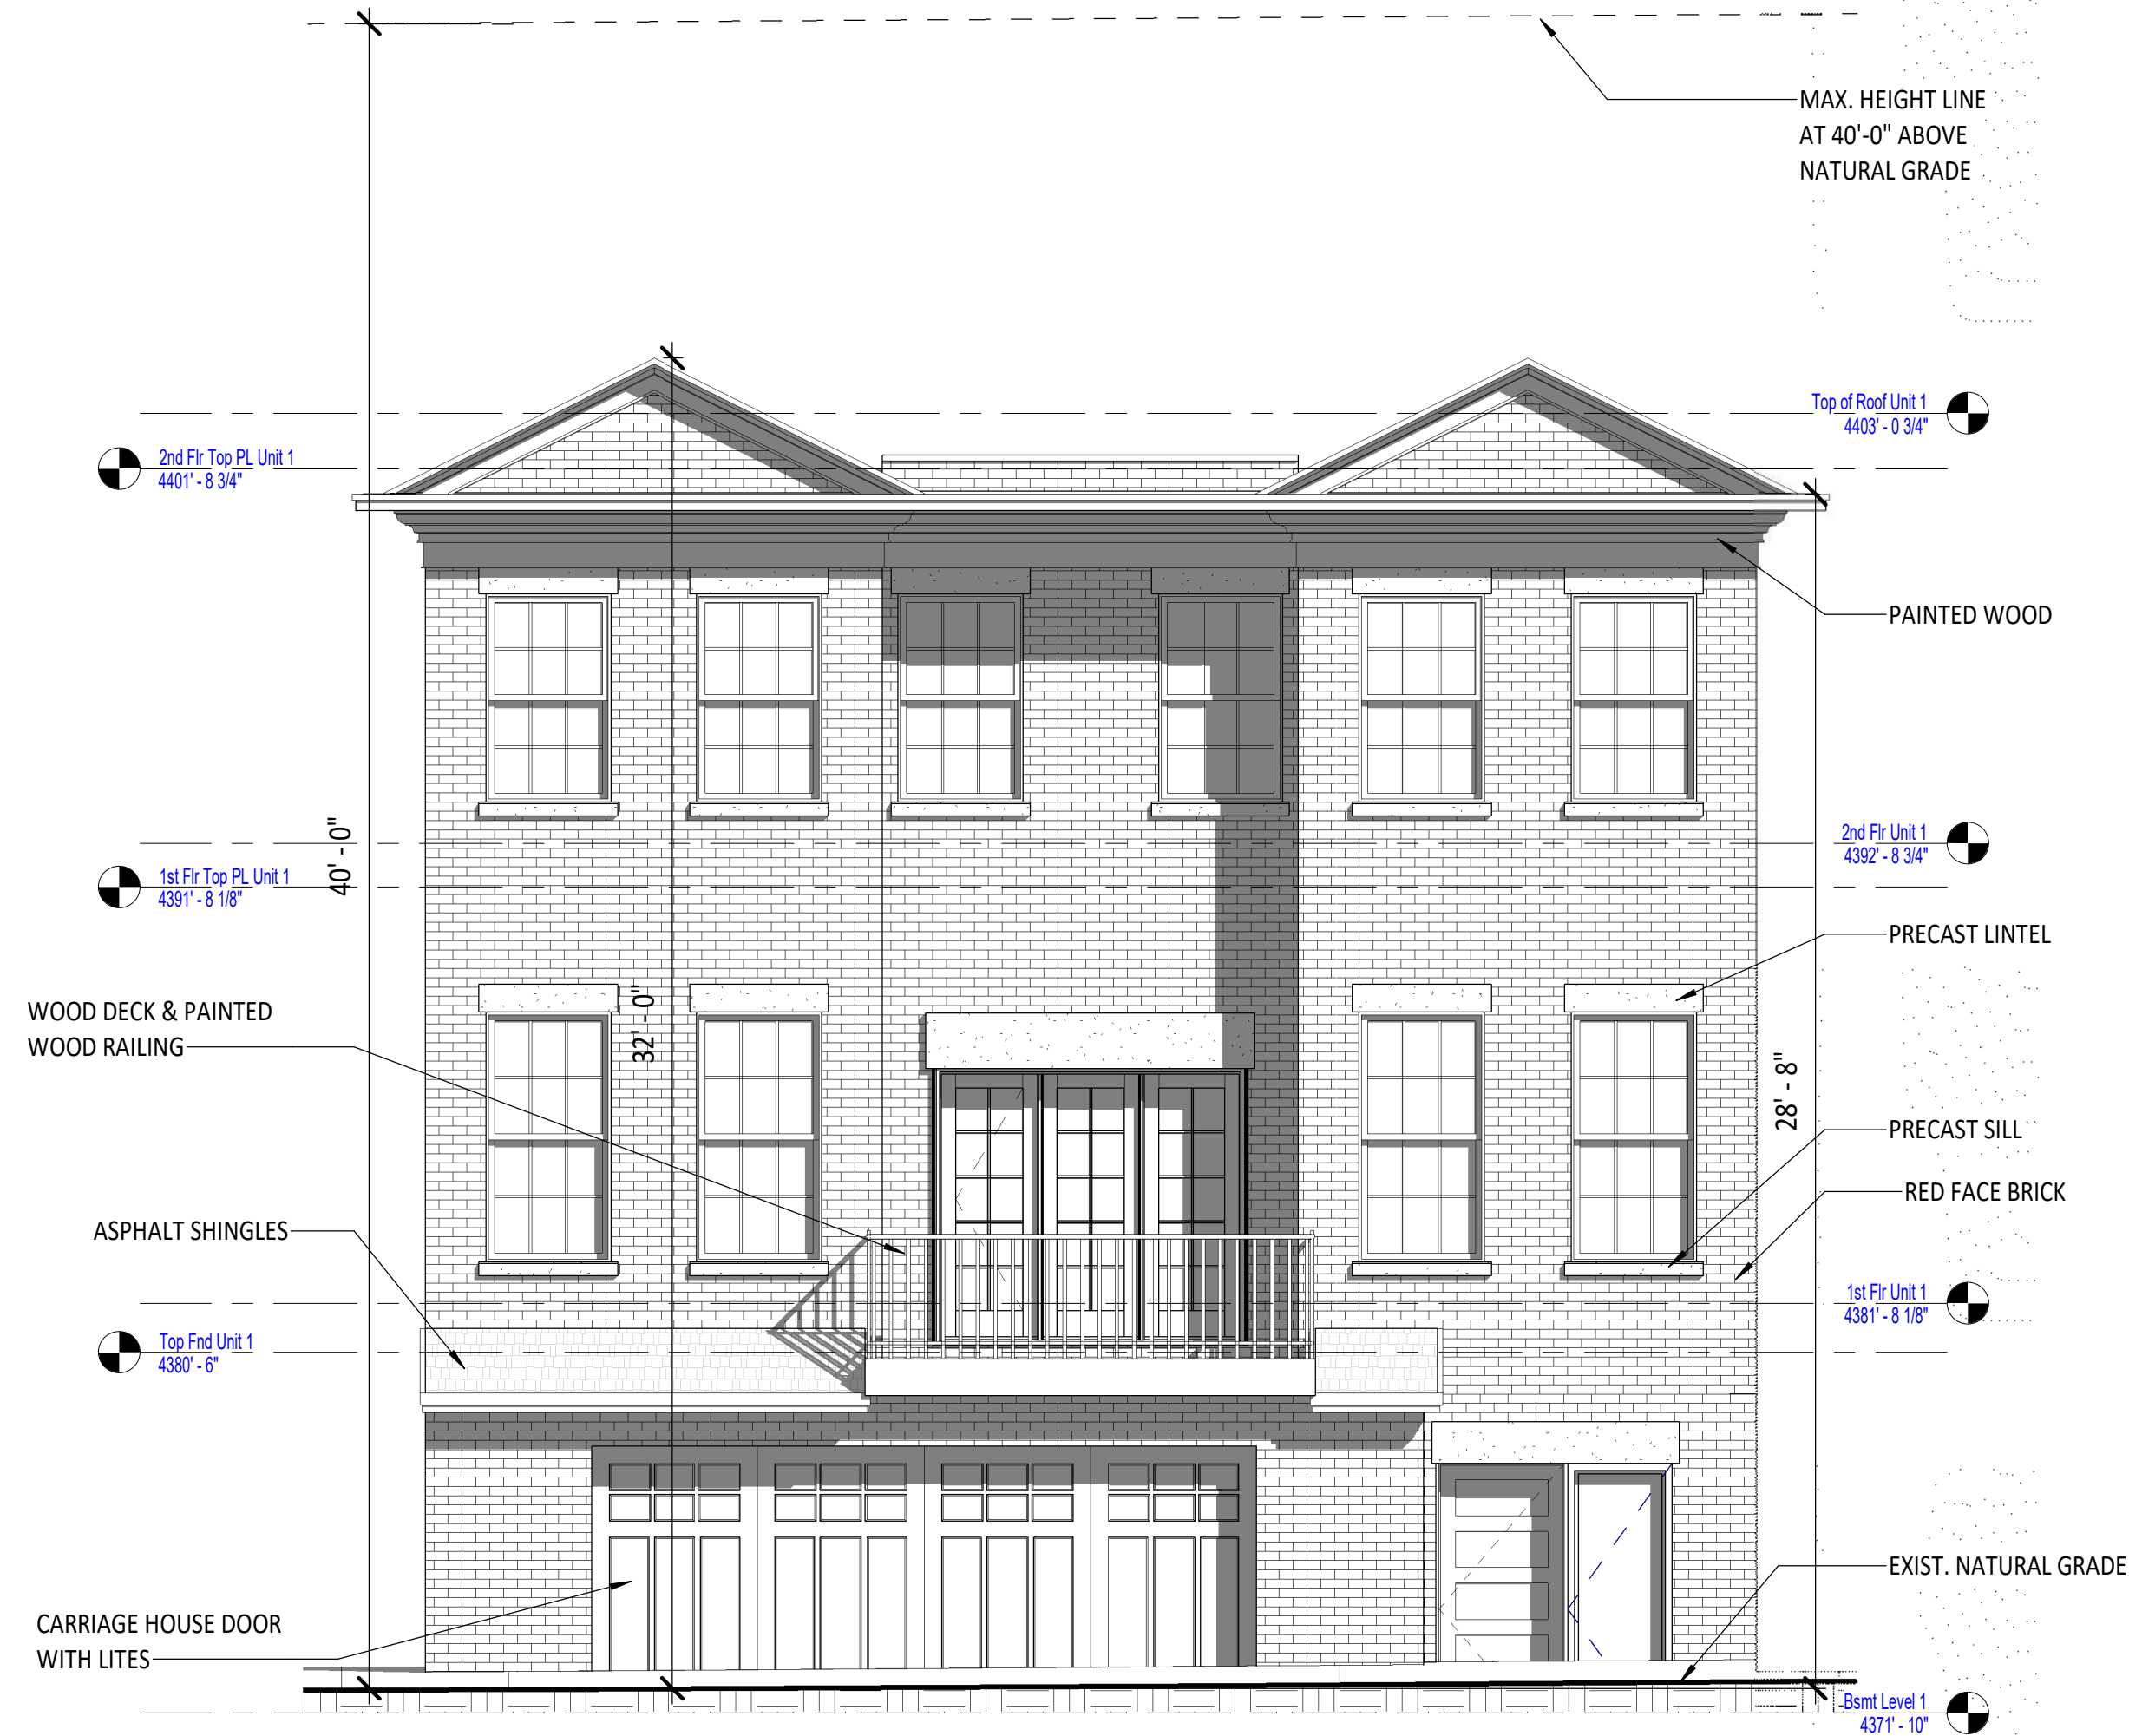 MAX. HEIGHT LINE
AT 40'-0" ABOVE
NATURAL GRADE
Top of Roof Unit 1
4403' - 0 3/4"
2nd Flr Top PL Unit 1
4401' - 8 3/4"
PAINTED WOOD
40' - 0"
2nd Flr Unit 1
4392' - 8 3/4"
1st Flr Top PL Unit 1
4391' - 8 1/8"
PRECAST LINTEL
WOOD DECK & PAINTED
WOOD RAILING
32' - 0"
28' - 8"
PRECAST SILL
RED FACE BRICK
ASPHALT SHINGLES
1st Flr Unit 1
4381' - 8 1/8"
Top Fnd Unit 1
4380' - 6"
EXIST. NATURAL GRADE
CARRIAGE HOUSE DOOR
WITH LITES
Bsmt Level 1
4371' - 10"